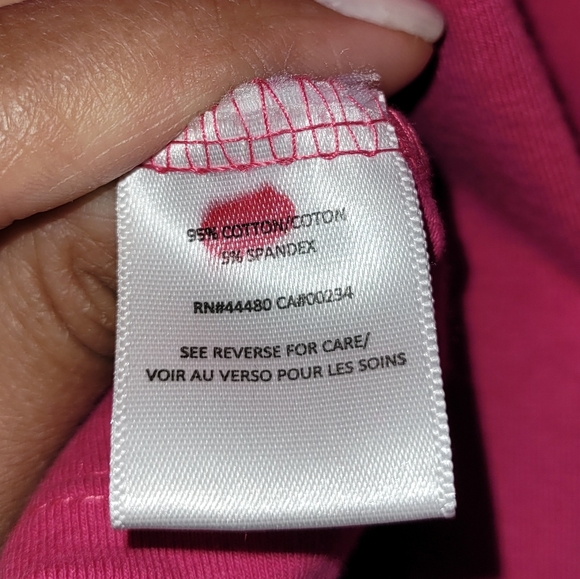 95% COTTON/COTON
5% SPANDEX
RN#44480 CA#00234
SEE REVERSE FOR CARE/
VOIR AU VERSO POUR LES SOINS